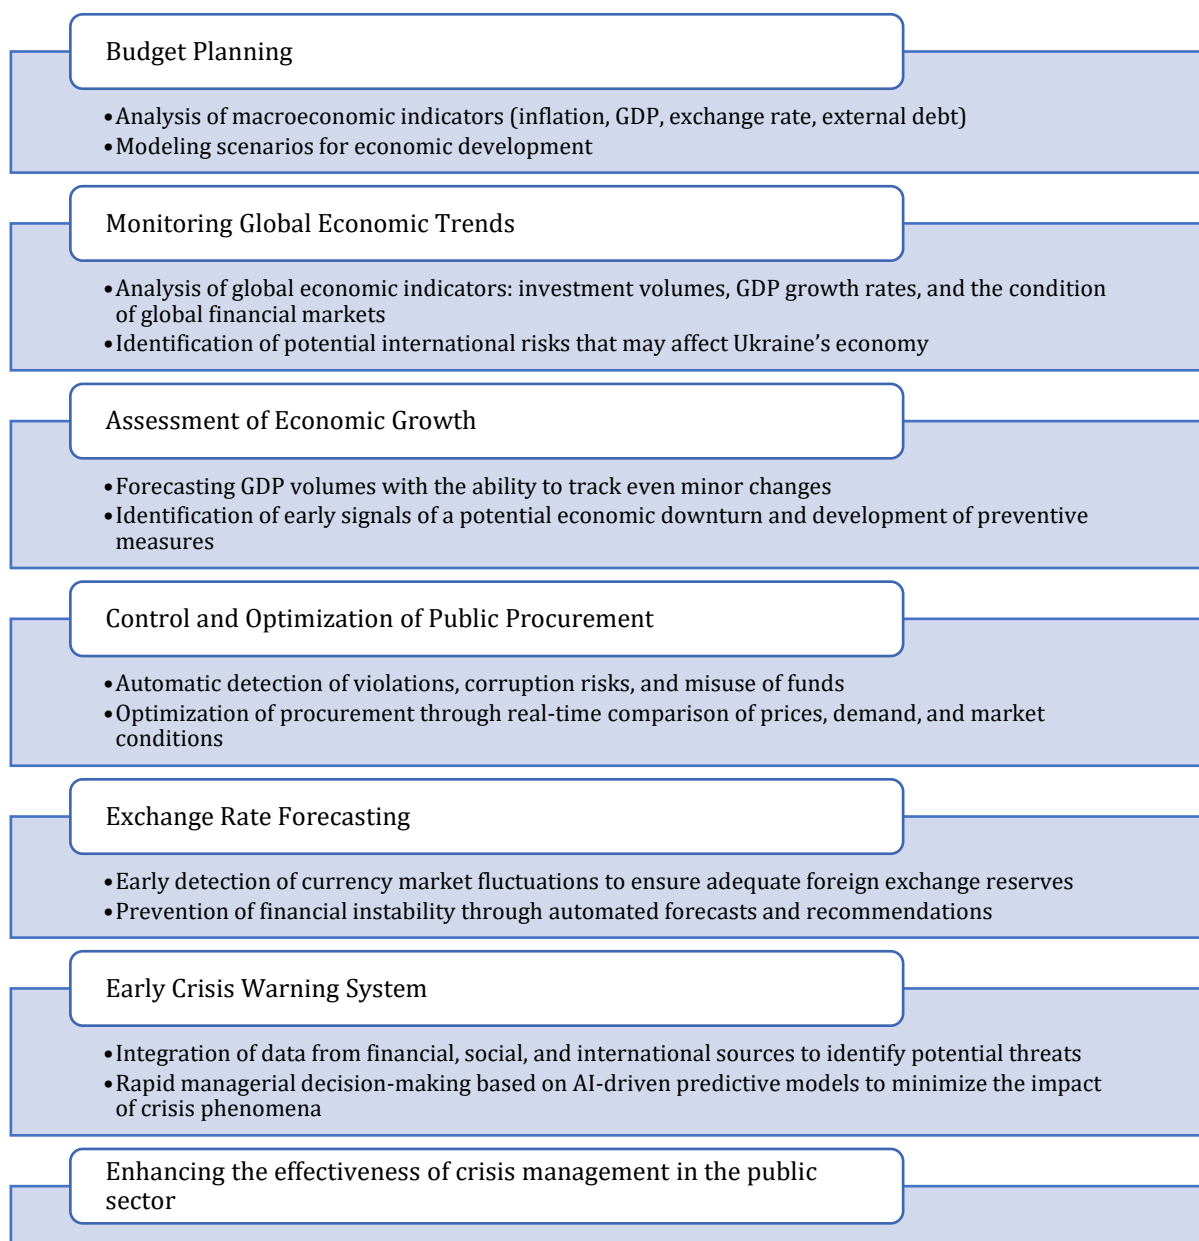 Budget Planning
•Analysis of macroeconomic indicators (inflation, GDP, exchange rate, external debt)
•Modeling scenarios for economic development
Monitoring Global Economic Trends
•Analysis of global economic indicators: investment volumes, GDP growth rates, and the condition
of global financial markets
•Identification of potential international risks that may affect Ukraine’s economy
Assessment of Economic Growth
•Forecasting GDP volumes with the ability to track even minor changes
•Identification of early signals of a potential economic downturn and development of preventive
measures
Control and Optimization of Public Procurement
•Automatic detection of violations, corruption risks, and misuse of funds
•Optimization of procurement through real-time comparison of prices, demand, and market
conditions
Exchange Rate Forecasting
•Early detection of currency market fluctuations to ensure adequate foreign exchange reserves
•Prevention of financial instability through automated forecasts and recommendations
Early Crisis Warning System
•Integration of data from financial, social, and international sources to identify potential threats
•Rapid managerial decision-making based on AI-driven predictive models to minimize the impact
of crisis phenomena
Enhancing the effectiveness of crisis management in the public
sector